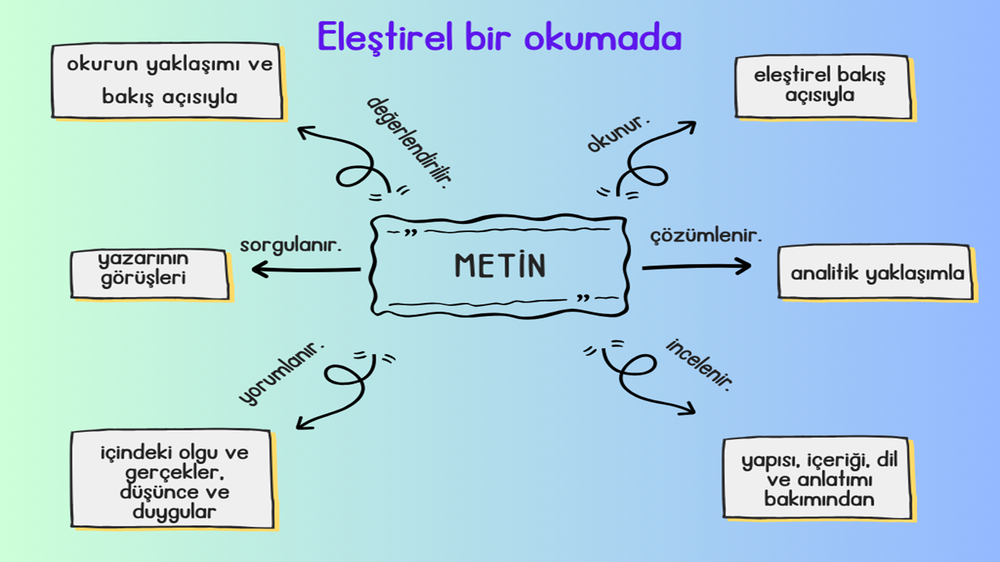 Eleştirel bir okumada
okurun yaklaşımı ve
bakış açısıyla
değerlendirilir.
okunur.
eleştirel bakış
açısıyla
yazarının
görüşleri
sorgulanır.
METİN
çözümlenir.
analitik yaklaşımla
yorumlanır.
içindeki olgu ve
gerçekler,
düşünce ve
duygular
incelenir.
yapısı, içeriği, dil
ve anlatımı
bakımından